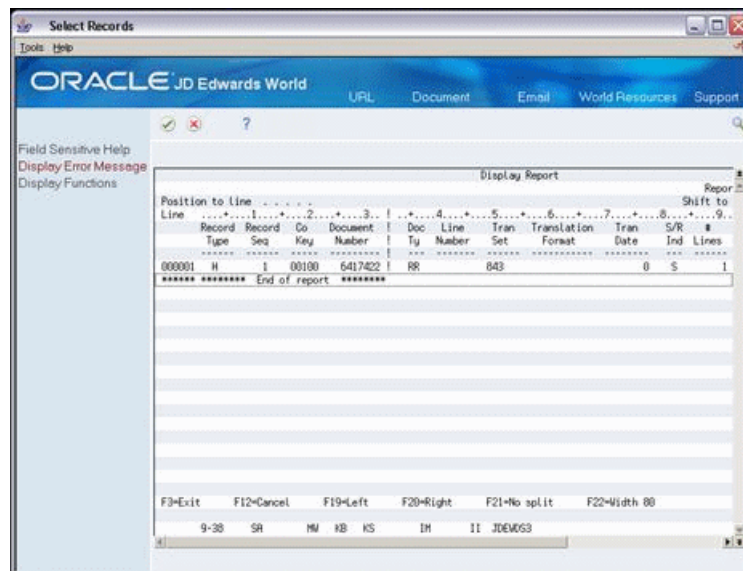 Select Records
Tools Help
ORACLE JD Edwards World
URL Document Email World Resources Support
Field Sensitive Help
Display Error Message
Display Functions
Display Report
Repor
Position to line . . . . .
Shift to
Line ....+....1....+....2....+....3.. ! ..+....4....+....5....+....6....+....7....+....8....+....9..
Record Record Co Document ! Doc Line Tran Translation Tran S/R #
Type Seq Key Number ! Ty Number Set Format Date Ind Lines
------ ------ ----- --------- ! --- ------- ------ ----------- -------- --- ------
000001 H 1 00100 6417422 ! RR 843 0 S 1
****** ******** End of report ********
F3=Exit F12=Cancel F19=Left F20=Right F21=No split F22=Width 80
9-38 SA MW KB KS IM II JDEWDS3